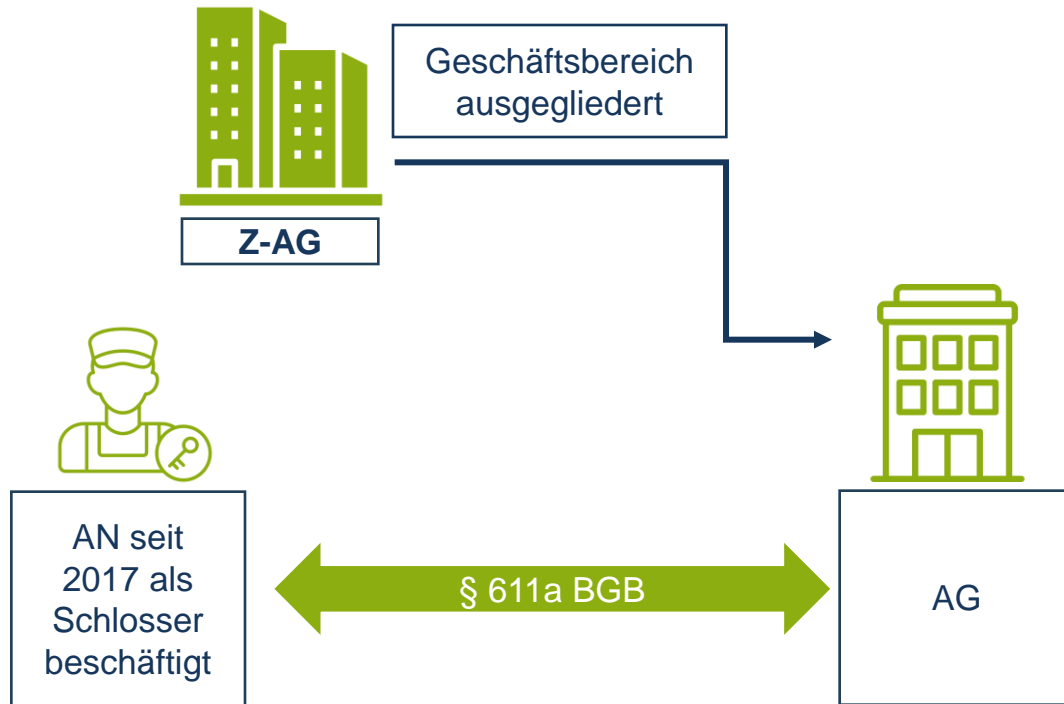 Geschäftsbereich
ausgegliedert
Z-AG
AN seit
2017 als
Schlosser
beschäftigt
§ 611a BGB
AG